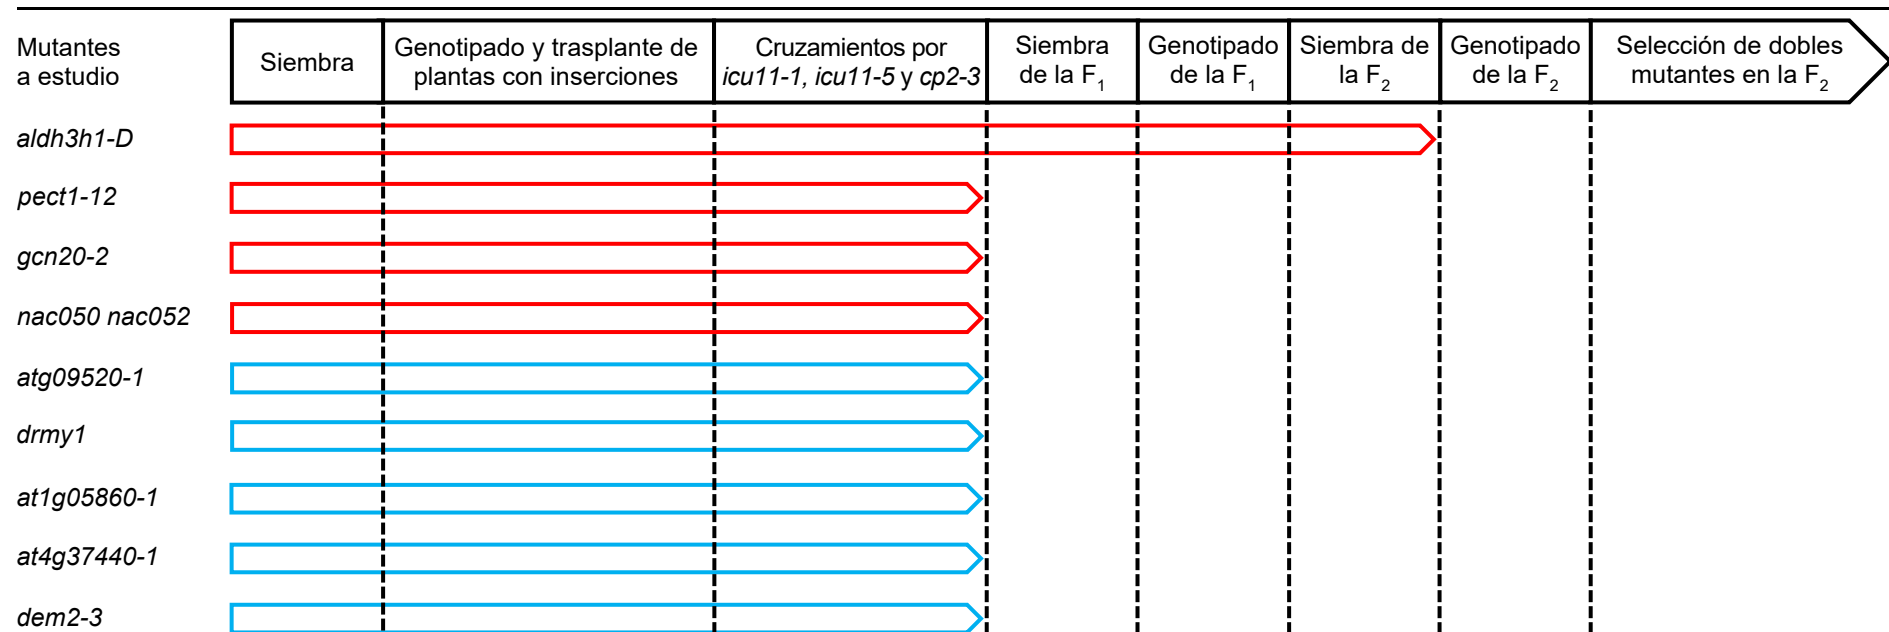 Mutantes
a estudio
Siembra
Genotipado y trasplante de
plantas con inserciones
Cruzamientos por
icu11-1, icu11-5 y cp2-3
Siembra
de la F₁
Genotipado
de la F₁
Siembra de
la F₂
Genotipado
de la F₂
Selección de dobles
mutantes en la F₂
aldh3h1-D
pect1-12
gcn20-2
nac050 nac052
atg09520-1
drmy1
at1g05860-1
at4g37440-1
dem2-3